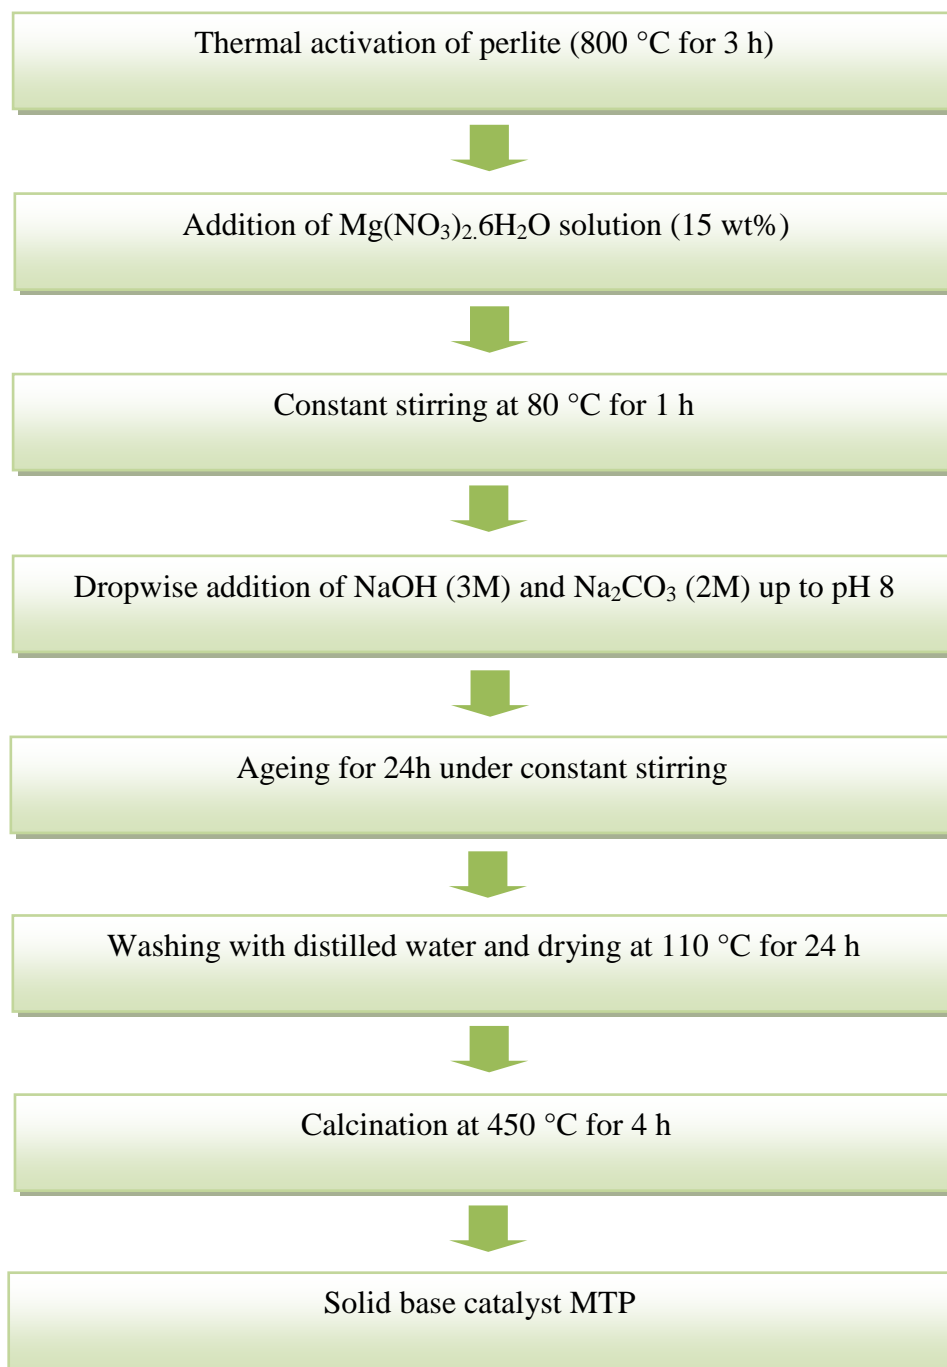 Thermal activation of perlite (800 °C for 3 h)
Addition of Mg(NO₃)₂.6H₂O solution (15 wt%)
Constant stirring at 80 °C for 1 h
Dropwise addition of NaOH (3M) and Na₂CO₃ (2M) up to pH 8
Ageing for 24h under constant stirring
Washing with distilled water and drying at 110 °C for 24 h
Calcination at 450 °C for 4 h
Solid base catalyst MTP